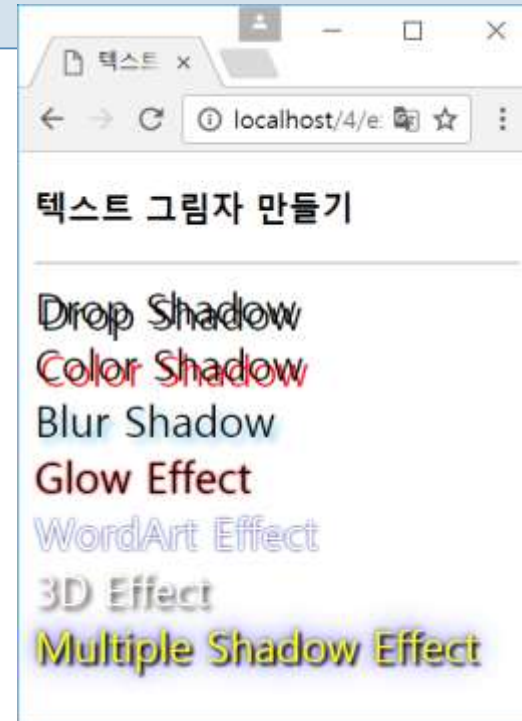 텍스트
localhost/4/e
텍스트 그림자 만들기
Drop Shadow
Color Shadow
Blur Shadow
Glow Effect
WordArt Effect
3D Effect
Multiple Shadow Effect